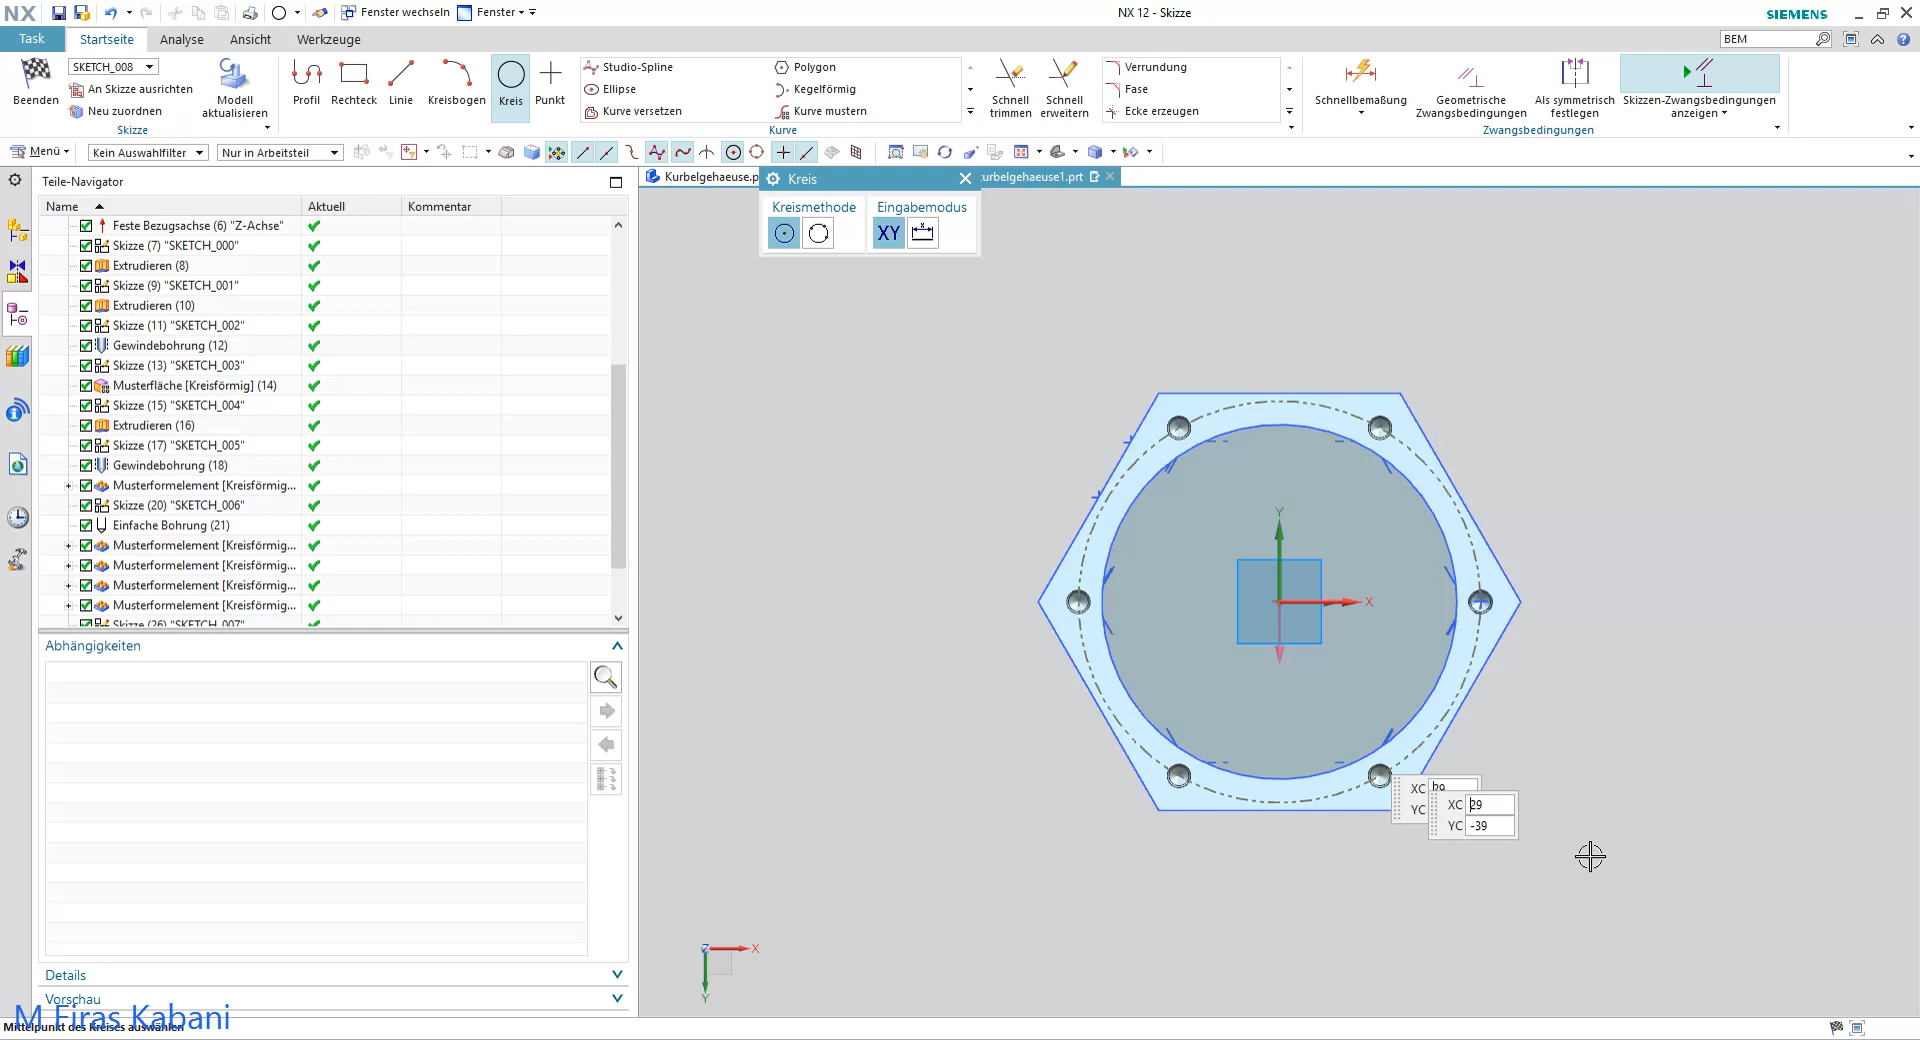 NX
Fenster wechseln
Fenster
NX 12 - Skizze
SIEMENS
Task
Startseite
Analyse
Ansicht
Werkzeuge
BEM
SKETCH_008
An Skizze ausrichten
Neu zuordnen
Beenden
Modell
aktualisieren
Skizze
Profil
Rechteck
Linie
Kreisbogen
Kreis
Punkt
Studio-Spline
Ellipse
Kurve versetzen
Polygon
Kegelförmig
Kurve mustern
Kurve
Schnell
trimmen
Schnell
erweitern
Verrundung
Fase
Ecke erzeugen
Schnellbemaßung
Geometrische
Zwangsbedingungen
Als symmetrisch
festlegen
Skizzen-Zwangsbedingungen
anzeigen
Zwangsbedingungen
Menü
Kein Auswahlfilter
Nur in Arbeitsteil
Teile-Navigator
Name
Aktuell
Kommentar
Feste Bezugsachse (6) "Z-Achse"
Skizze (7) "SKETCH_000"
Extrudieren (8)
Skizze (9) "SKETCH_001"
Extrudieren (10)
Skizze (11) "SKETCH_002"
Gewindebohrung (12)
Skizze (13) "SKETCH_003"
Musterfläche [Kreisförmig] (14)
Skizze (15) "SKETCH_004"
Extrudieren (16)
Skizze (17) "SKETCH_005"
Gewindebohrung (18)
Musterformelement [Kreisförmig...
Skizze (20) "SKETCH_006"
Einfache Bohrung (21)
Musterformelement [Kreisförmig...
Musterformelement [Kreisförmig...
Musterformelement [Kreisförmig...
Musterformelement [Kreisförmig...
Skizze (26) "SKETCH_007"
Abhängigkeiten
Details
Vorschau
M Firas Kabani
Mittelpunkt des Kreises auswählen
Kurbelgehaeuse.p
Kreis
urbelgehaeuse1.prt
Kreismethode
Eingabemodus
XY
Y
X
XC 29
YC
XC 29
YC -39
Z
X
Y